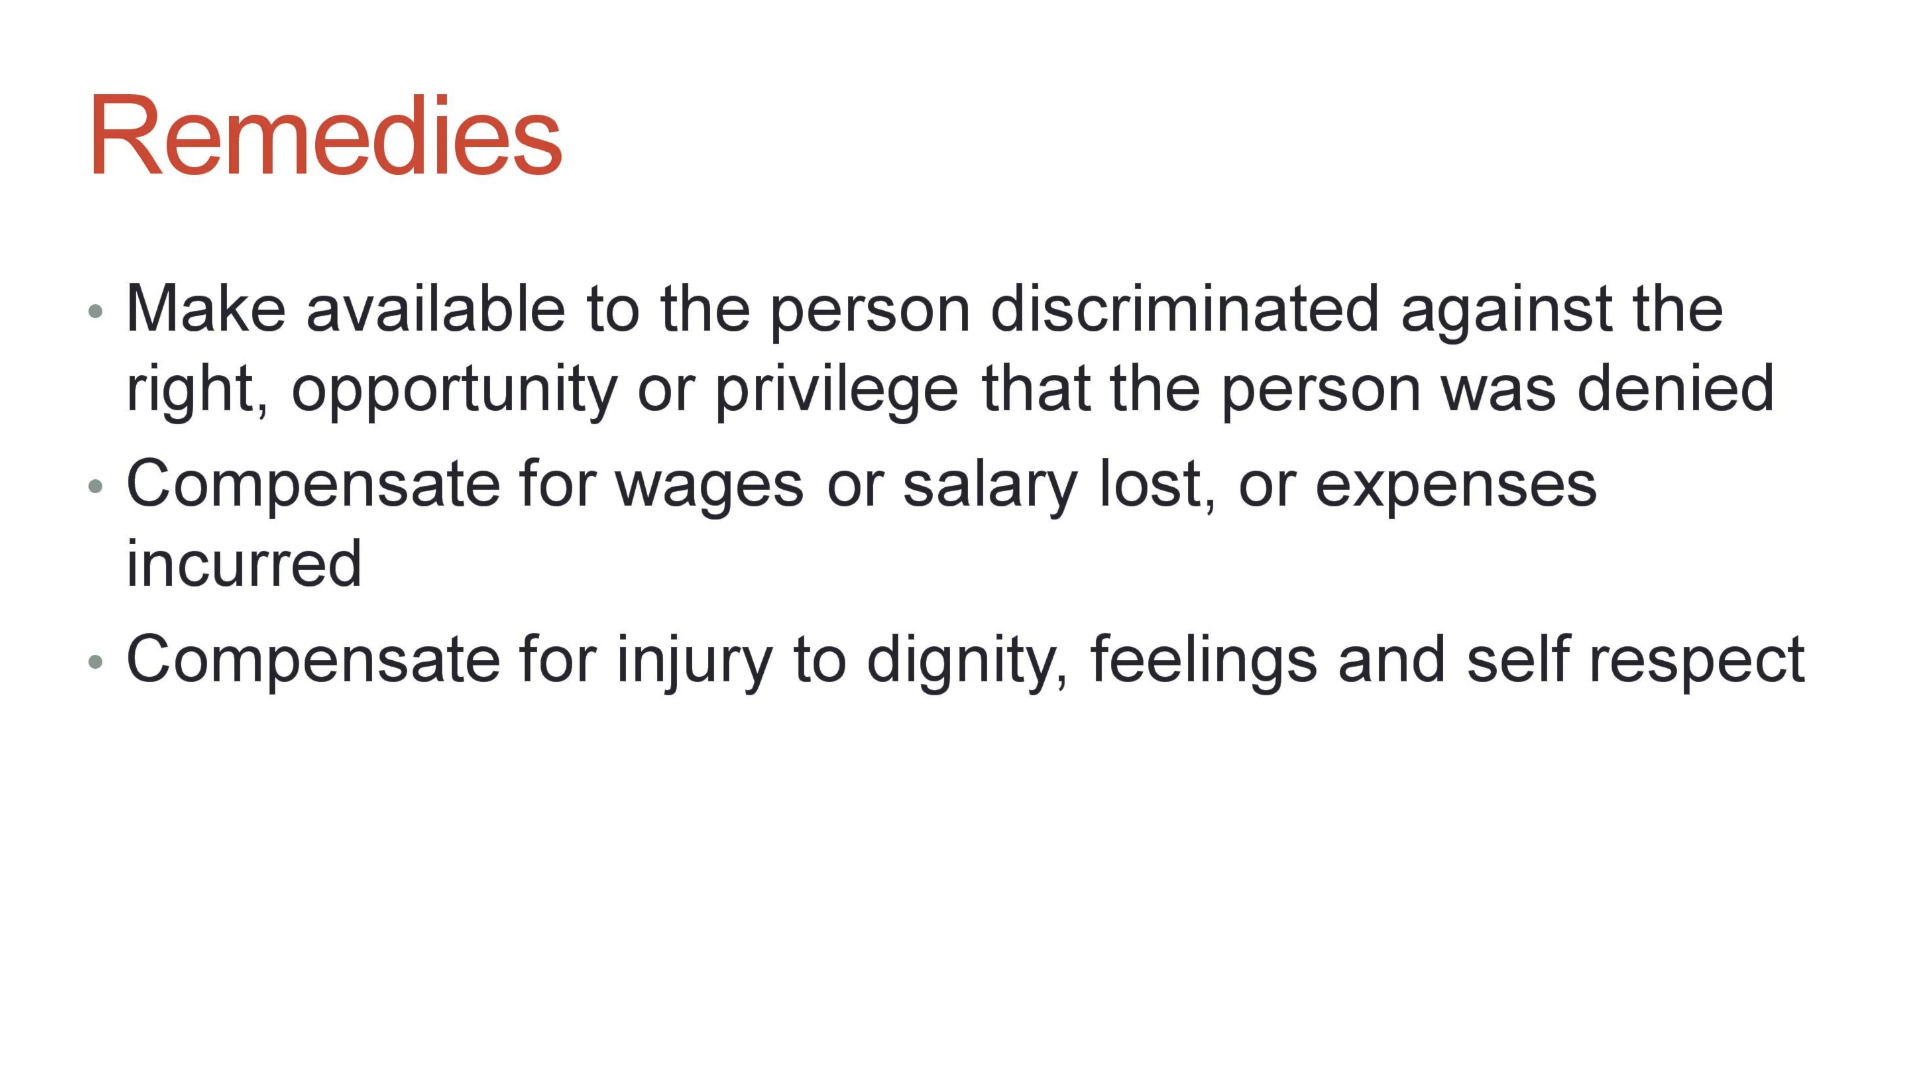 Remedies
• Make available to the person discriminated against the
right, opportunity or privilege that the person was denied
• Compensate for wages or salary lost, or expenses
incurred
• Compensate for injury to dignity, feelings and self respect